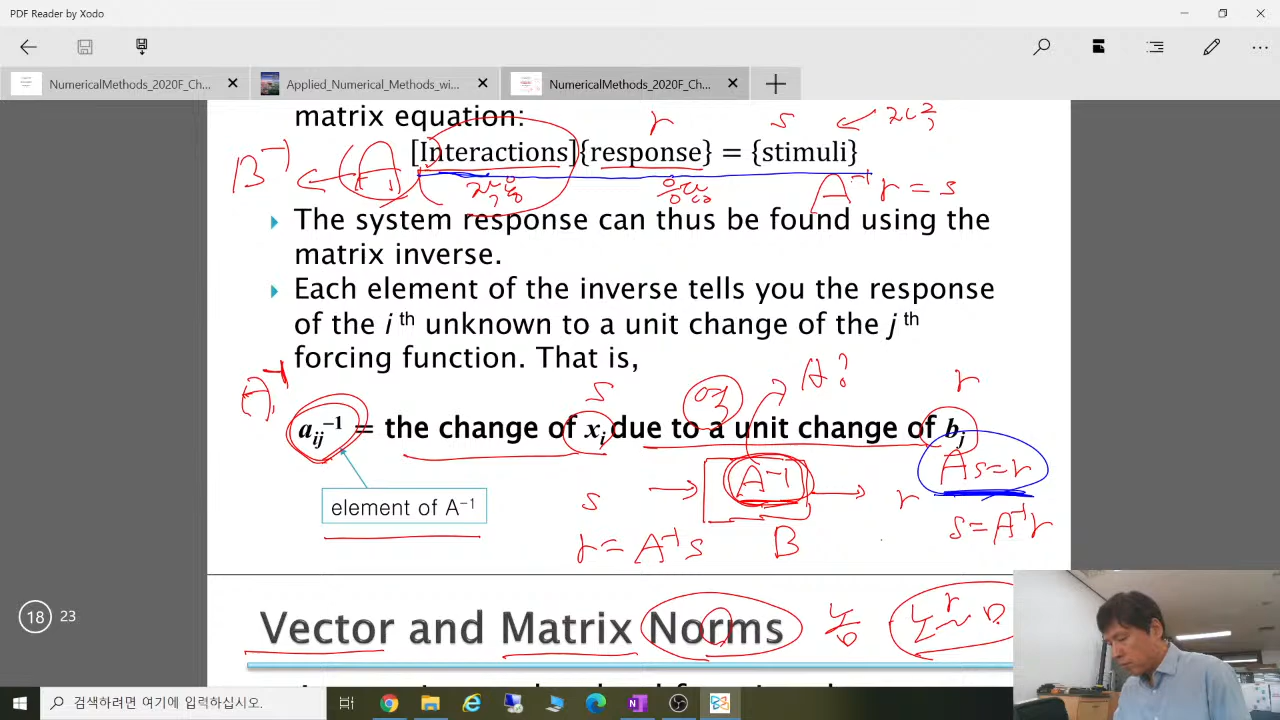 PDF Reader by Xodo
NumericalMethods_2020F_Ch...
Applied_Numerical_Methods_wi...
NumericalMethods_2020F_Ch...
matrix equation:
r s
[Interactions]{response} = {stimuli}
B⁻¹ A
A⁻¹r = s
The system response can thus be found using the
matrix inverse.
Each element of the inverse tells you the response
of the i th unknown to a unit change of the j th
forcing function. That is,
A⁻¹ s A? r
aᵢⱼ⁻¹ = the change of xᵢ due to a unit change of bⱼ
element of A⁻¹
s A⁻¹ r As=r
r = A⁻¹s B s=A⁻¹r
18 23
Vector and Matrix Norms
검색하려면 여기에 입력하십시오.